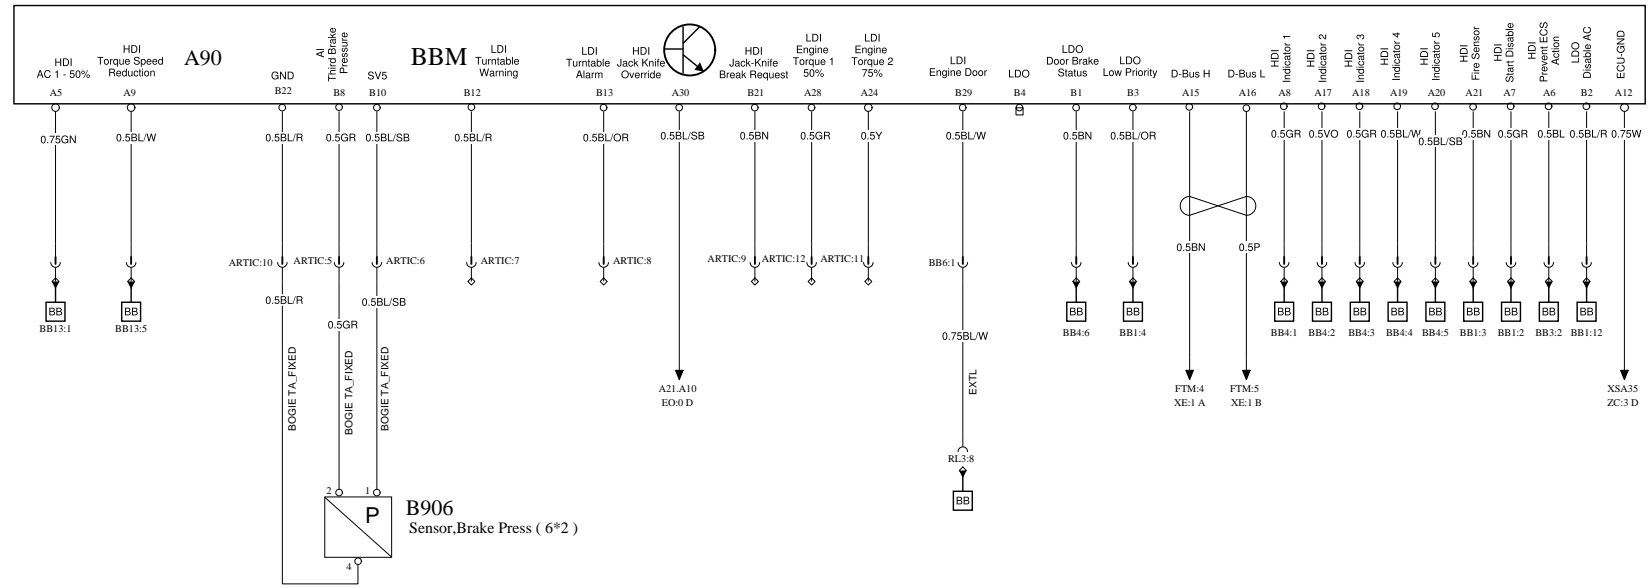 HDI
AC 1 - 50%
A5
HDI
Torque Speed
Reduction
A9
A90
GND
B22
AI
Third Brake
Pressure
B8
SV5
B10
BBM
LDI
Turntable
Warning
B12
LDI
Turntable
Alarm
B13
HDI
Jack Knife
Override
A30
HDI
Jack-Knife
Break Request
B21
LDI
Engine
Torque 1
50%
A28
LDI
Engine
Torque 2
75%
A24
LDI
Engine Door
B29
LDO
B4
LDO
Door Brake
Status
B1
LDO
Low Priority
B3
D-Bus H
A15
D-Bus L
A16
HDI
Indicator 1
A8
HDI
Indicator 2
A17
HDI
Indicator 3
A18
HDI
Indicator 4
A19
HDI
Indicator 5
A20
HDI
Fire Sensor
A21
HDI
Start Disable
A7
HDI
Prevent ECS
Action
A6
LDO
Disable AC
B2
ECU-GND
A12
0.75GN
0.5BL/W
0.5BL/R
0.5GR
0.5BL/SB
0.5BL/R
0.5BL/OR
0.5BL/SB
0.5BN
0.5GR
0.5Y
0.5BL/W
0.5BN
0.5BL/OR
0.5GR
0.5VO
0.5GR
0.5BL/W
0.5BL/SB
0.5BN
0.5GR
0.5BL
0.5BL/R
0.75W
0.5BN
0.5P
ARTIC:10
ARTIC:5
ARTIC:6
ARTIC:7
ARTIC:8
ARTIC:9
ARTIC:12
ARTIC:11
BB6:1
0.5BL/R
0.5BL/SB
0.5GR
BB
BB13:1
BB
BB13:5
BB
BB4:6
BB
BB1:4
BB
BB4:1
BB
BB4:2
BB
BB4:3
BB
BB4:4
BB
BB4:5
BB
BB1:3
BB
BB1:2
BB
BB3:2
BB
BB1:12
0.75BL/W
BOGIE TA_FIXED
BOGIE TA_FIXED
BOGIE TA_FIXED
EXTL
A21.A10
EO:0 D
FTM:4
XE:1 A
FTM:5
XE:1 B
XSA35
ZC:3 D
RL3:8
BB
2
1
P
4
B906
Sensor,Brake Press ( 6*2 )